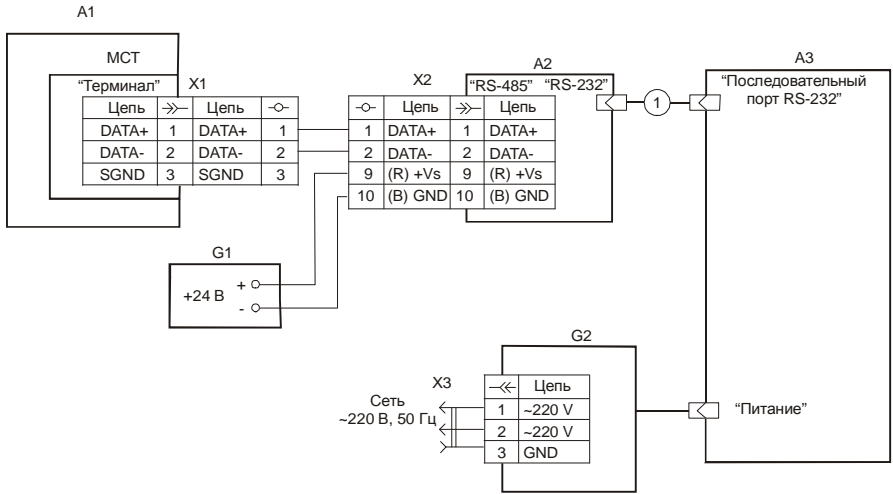 A1
МСТ
“Терминал” X1
Цепь Цепь
DATA+ 1 DATA+ 1
DATA- 2 DATA- 2
SGND 3 SGND 3
X2
A2
“RS-485” “RS-232”
Цепь Цепь
1 DATA+ 1 DATA+
2 DATA- 2 DATA-
9 (R) +Vs 9 (R) +Vs
10 (B) GND 10 (B) GND
1
A3
“Последовательный
порт RS-232”
G1
+24 В + -
G2
X3
Цепь
1 ~220 V
2 ~220 V
3 GND
Сеть
~220 В, 50 Гц
“Питание”